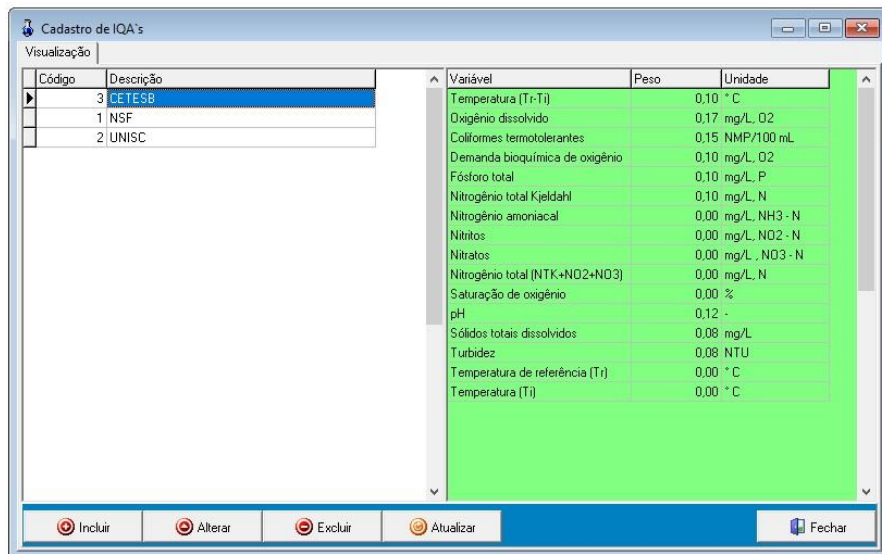 Cadastro de IQA`s
Visualização
Código Descrição
3 CETESB
1 NSF
2 UNISC
Variável Peso Unidade
Temperatura (Tr-Ti) 0,10 ° C
Oxigênio dissolvido 0,17 mg/L, O2
Coliformes termotolerantes 0,15 NMP/100 mL
Demanda bioquímica de oxigênio 0,10 mg/L, O2
Fósforo total 0,10 mg/L, P
Nitrogênio total Kjeldahl 0,10 mg/L, N
Nitrogênio amoniacal 0,00 mg/L, NH3 - N
Nitritos 0,00 mg/L, NO2 - N
Nitratos 0,00 mg/L , NO3 - N
Nitrogênio total (NTK+NO2+NO3) 0,00 mg/L, N
Saturação de oxigênio 0,00 %
pH 0,12 -
Sólidos totais dissolvidos 0,08 mg/L
Turbidez 0,08 NTU
Temperatura de referência (Tr) 0,00 ° C
Temperatura (Ti) 0,00 ° C
Incluir Alterar Excluir Atualizar Fechar